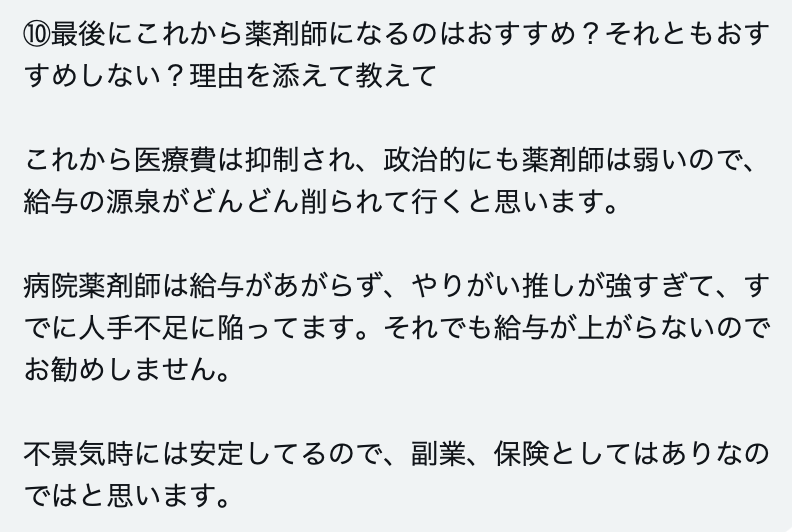 ⑩最後にこれから薬剤師になるのはおすすめ？それともおす
すめしない？理由を添えて教えて
これから医療費は抑制され、政治的にも薬剤師は弱いので、
給与の源泉がどんどん削られて行くと思います。
病院薬剤師は給与があがらず、やりがい推しが強すぎて、す
でに人手不足に陥ってます。それでも給与が上がらないので
お勧めしません。
不景気時には安定してるので、副業、保険としてはありなの
ではと思います。